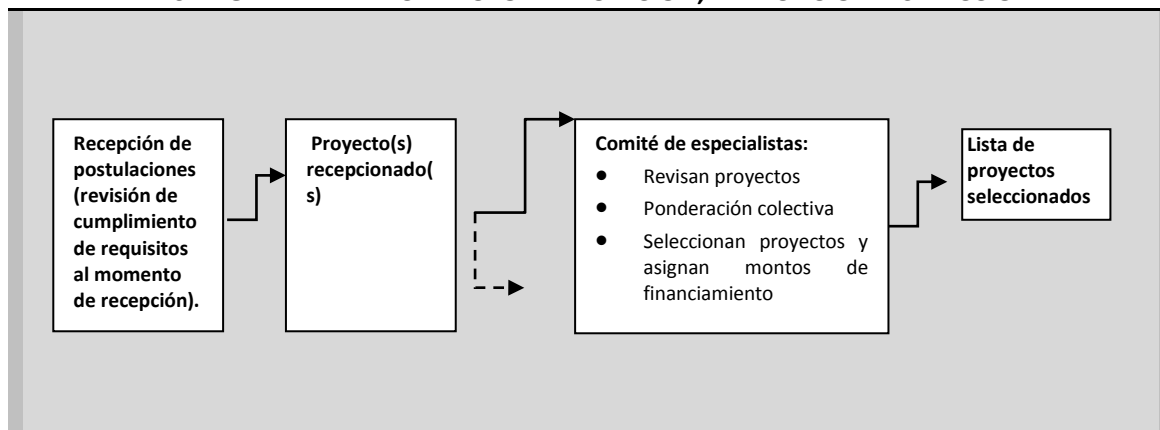 Recepción de
postulaciones
(revisión de
cumplimiento
de requisitos
al momento
de recepción).
Proyecto(s)
recepcionado(
s)
Comité de especialistas:
● Revisan proyectos
● Ponderación colectiva
● Seleccionan proyectos y
asignan montos de
financiamiento
Lista de
proyectos
seleccionados